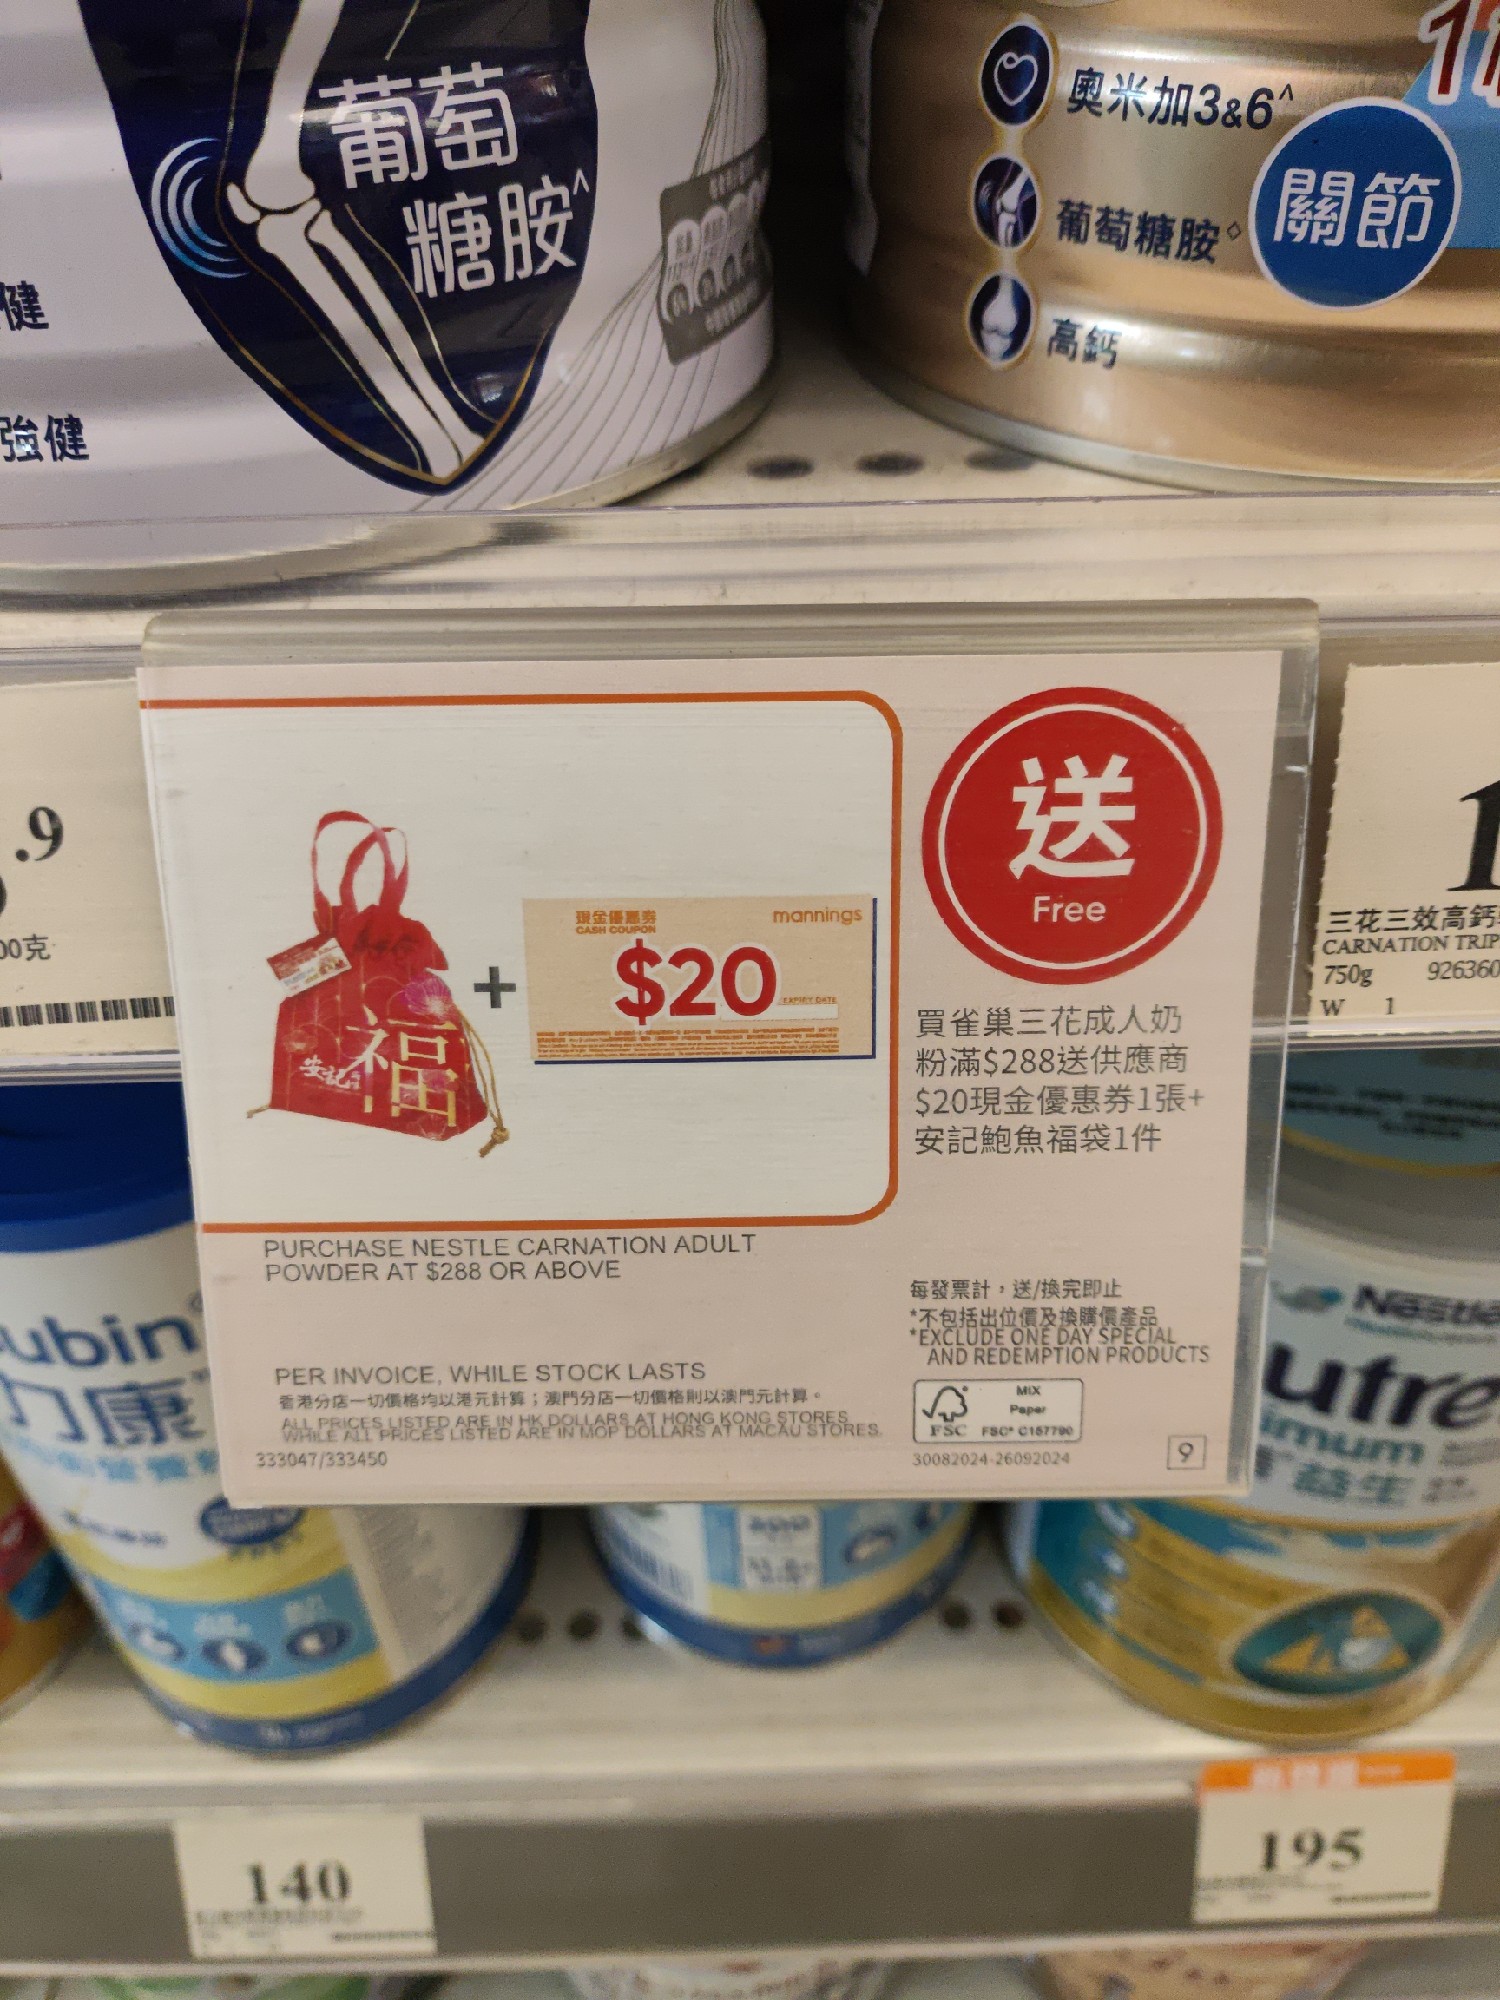 葡萄
糖胺^
健
強健
奧米加3&6^
葡萄糖胺◇
高鈣
關節
.9
00克
三花三效高鈣
CARNATION TRIP
750g 926360
W 1
送
Free
現金優惠券
CASH COUPON
mannings
$20
EXPIRY DATE
福
安記
+
買雀巢三花成人奶
粉滿$288送供應商
$20現金優惠券1張+
安記鮑魚福袋1件
PURCHASE NESTLE CARNATION ADULT
POWDER AT $288 OR ABOVE
每發票計，送/換完即止
*不包括出位價及換購價產品
*EXCLUDE ONE DAY SPECIAL
AND REDEMPTION PRODUCTS
PER INVOICE, WHILE STOCK LASTS
香港分店一切價格均以港元計算；澳門分店一切價格則以澳門元計算。
ALL PRICES LISTED ARE IN HK DOLLARS AT HONG KONG STORES
WHILE ALL PRICES LISTED ARE IN MOP DOLLARS AT MACAU STORES.
333047/333450
FSC
MIX
Paper
FSC® C157790
30082024-26092024
9
ubin
力康
Nestle
utre
imum
益生
140
195